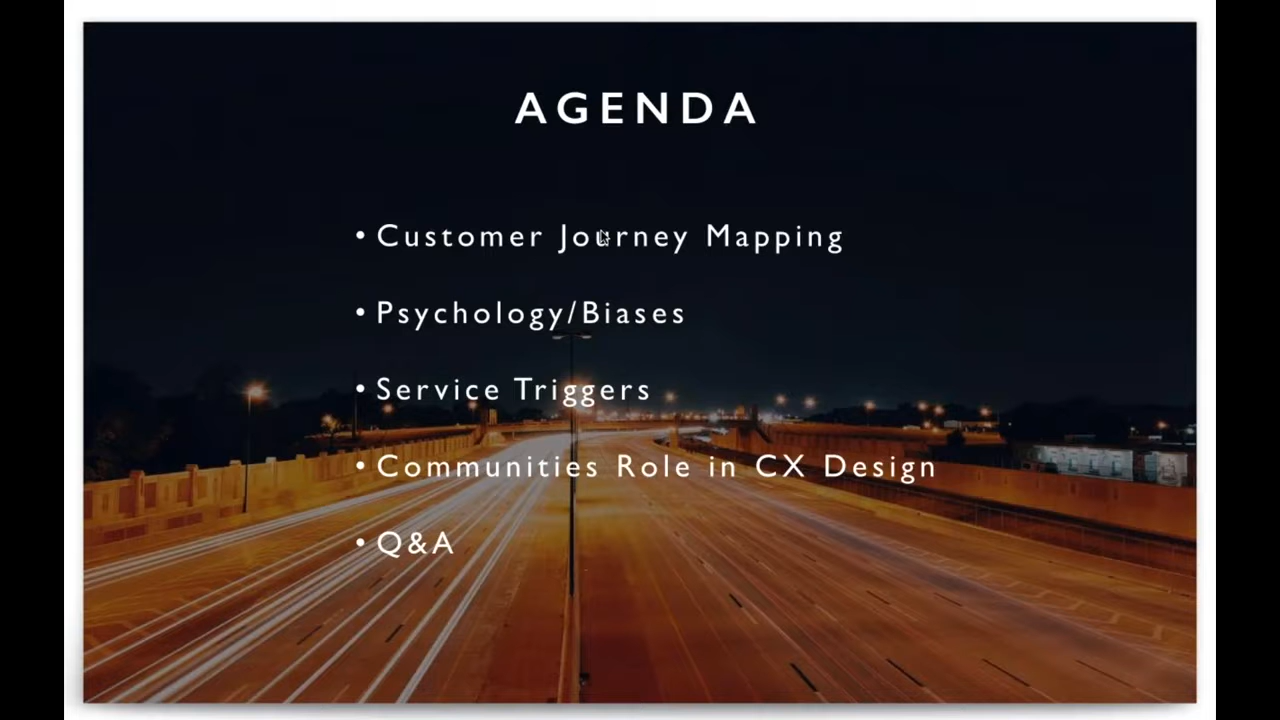 AGENDA
• Customer Journey Mapping
• Psychology/Biases
• Service Triggers
• Communities Role in CX Design
• Q&A